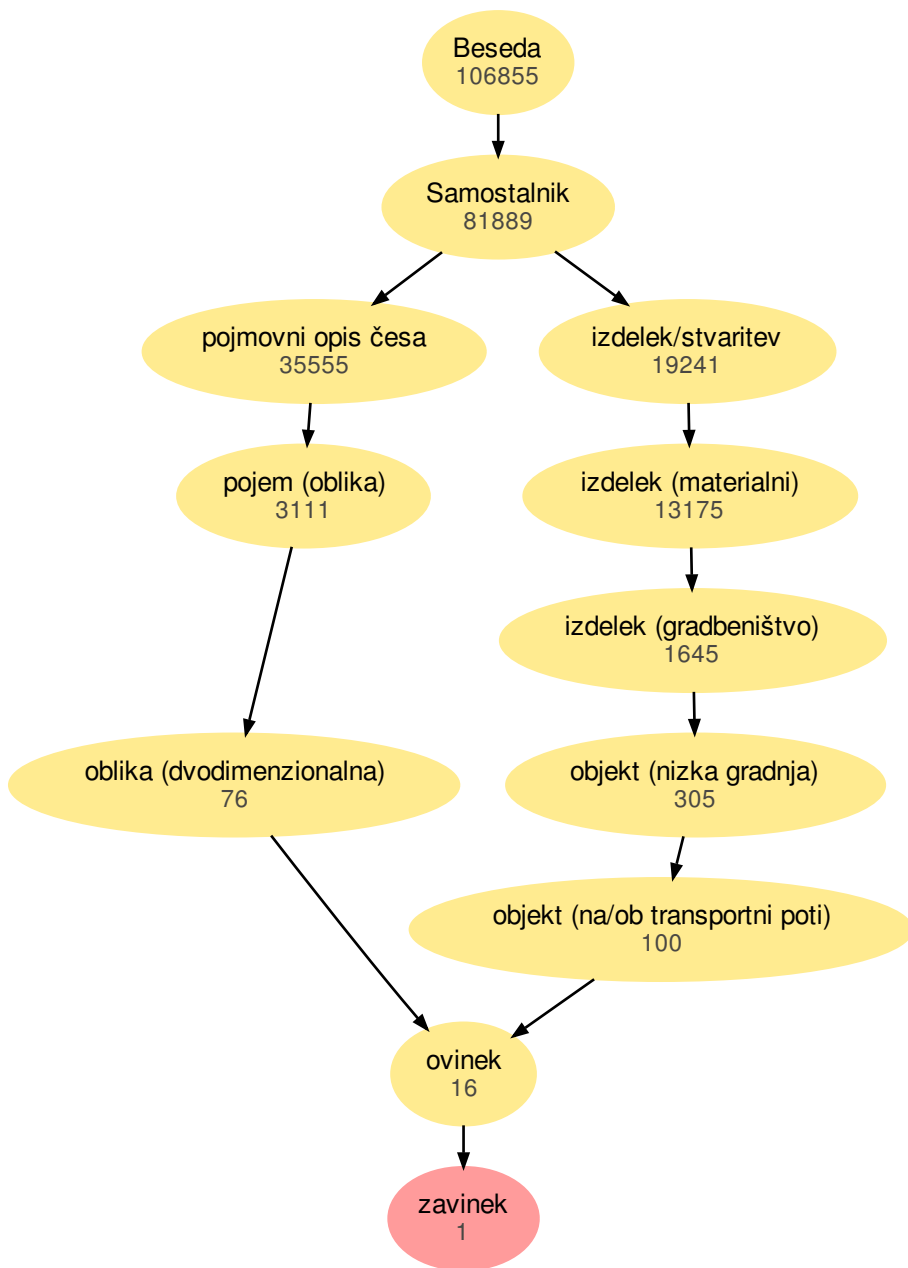 Beseda
106855
Samostalnik
81889
pojmovni opis česa
35555
izdelek/stvaritev
19241
pojem (oblika)
3111
izdelek (materialni)
13175
izdelek (gradbeništvo)
1645
oblika (dvodimenzionalna)
76
objekt (nizka gradnja)
305
objekt (na/ob transportni poti)
100
ovinek
16
zavinek
1